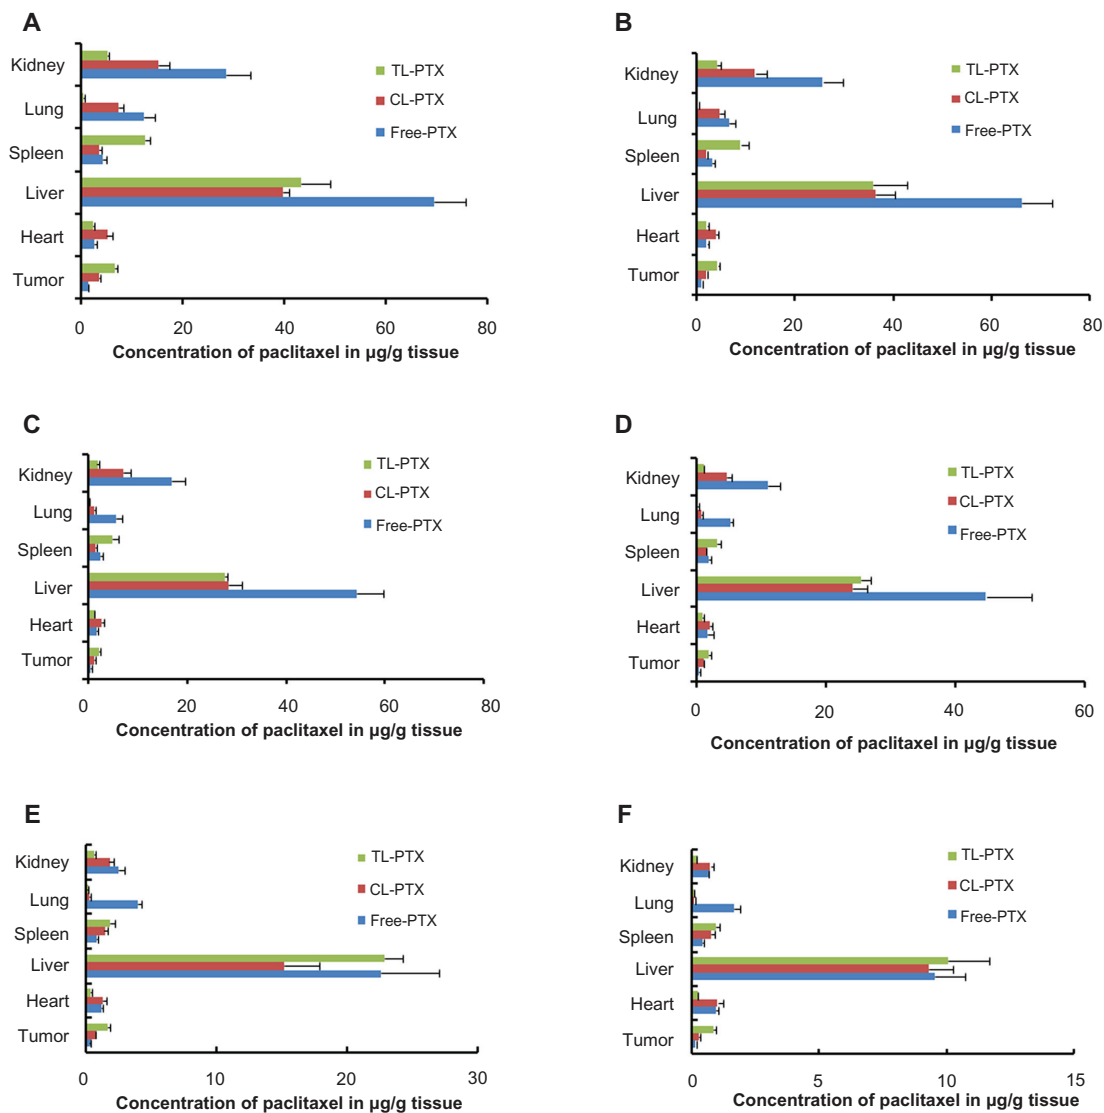 A
Kidney
Lung
Spleen
Liver
Heart
Tumor
TL-PTX
CL-PTX
Free-PTX
0 20 40 60 80
Concentration of paclitaxel in µg/g tissue
B
Kidney
Lung
Spleen
Liver
Heart
Tumor
TL-PTX
CL-PTX
Free-PTX
0 20 40 60 80
Concentration of paclitaxel in µg/g tissue
C
Kidney
Lung
Spleen
Liver
Heart
Tumor
TL-PTX
CL-PTX
Free-PTX
0 20 40 60 80
Concentration of paclitaxel in µg/g tissue
D
Kidney
Lung
Spleen
Liver
Heart
Tumor
TL-PTX
CL-PTX
Free-PTX
0 20 40 60
Concentration of paclitaxel in µg/g tissue
E
Kidney
Lung
Spleen
Liver
Heart
Tumor
TL-PTX
CL-PTX
Free-PTX
0 10 20 30
Concentration of paclitaxel in µg/g tissue
F
Kidney
Lung
Spleen
Liver
Heart
Tumor
TL-PTX
CL-PTX
Free-PTX
0 5 10 15
Concentration of paclitaxel in µg/g tissue